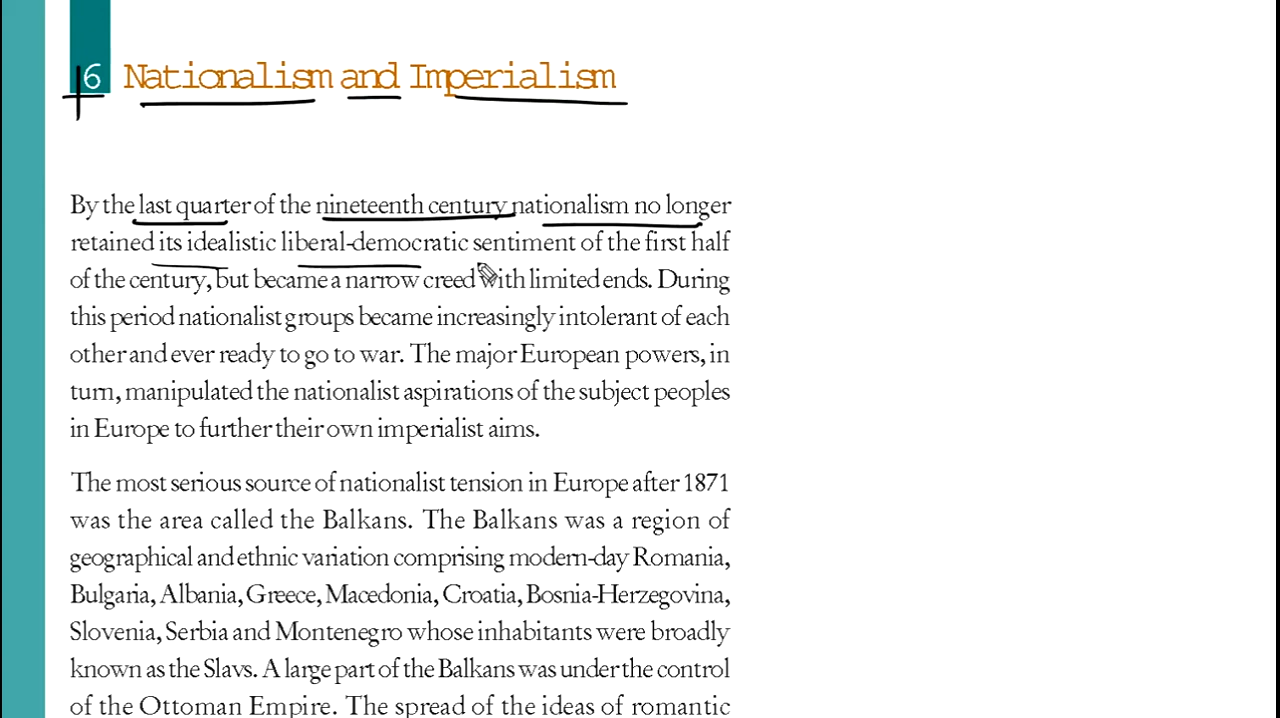 6 Nationalism and Imperialism
By the last quarter of the nineteenth century nationalism no longer
retained its idealistic liberal-democratic sentiment of the first half
of the century, but became a narrow creed with limited ends. During
this period nationalist groups became increasingly intolerant of each
other and ever ready to go to war. The major European powers, in
turn, manipulated the nationalist aspirations of the subject peoples
in Europe to further their own imperialist aims.
The most serious source of nationalist tension in Europe after 1871
was the area called the Balkans. The Balkans was a region of
geographical and ethnic variation comprising modern-day Romania,
Bulgaria, Albania, Greece, Macedonia, Croatia, Bosnia-Herzegovina,
Slovenia, Serbia and Montenegro whose inhabitants were broadly
known as the Slavs. A large part of the Balkans was under the control
of the Ottoman Empire. The spread of the ideas of romantic